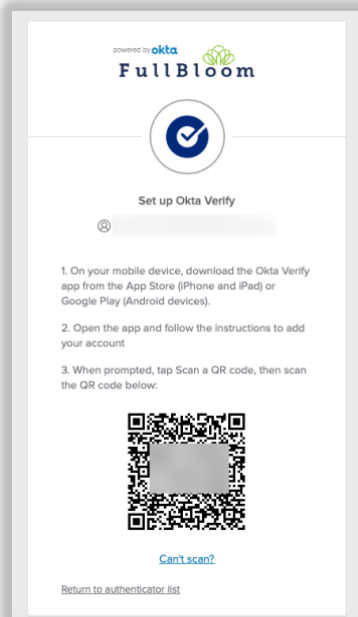 powered by okta
FullBloom
Set up Okta Verify
1. On your mobile device, download the Okta Verify
app from the App Store (iPhone and iPad) or
Google Play (Android devices).
2. Open the app and follow the instructions to add
your account
3. When prompted, tap Scan a QR code, then scan
the QR code below:
Can't scan?
Return to authenticator list